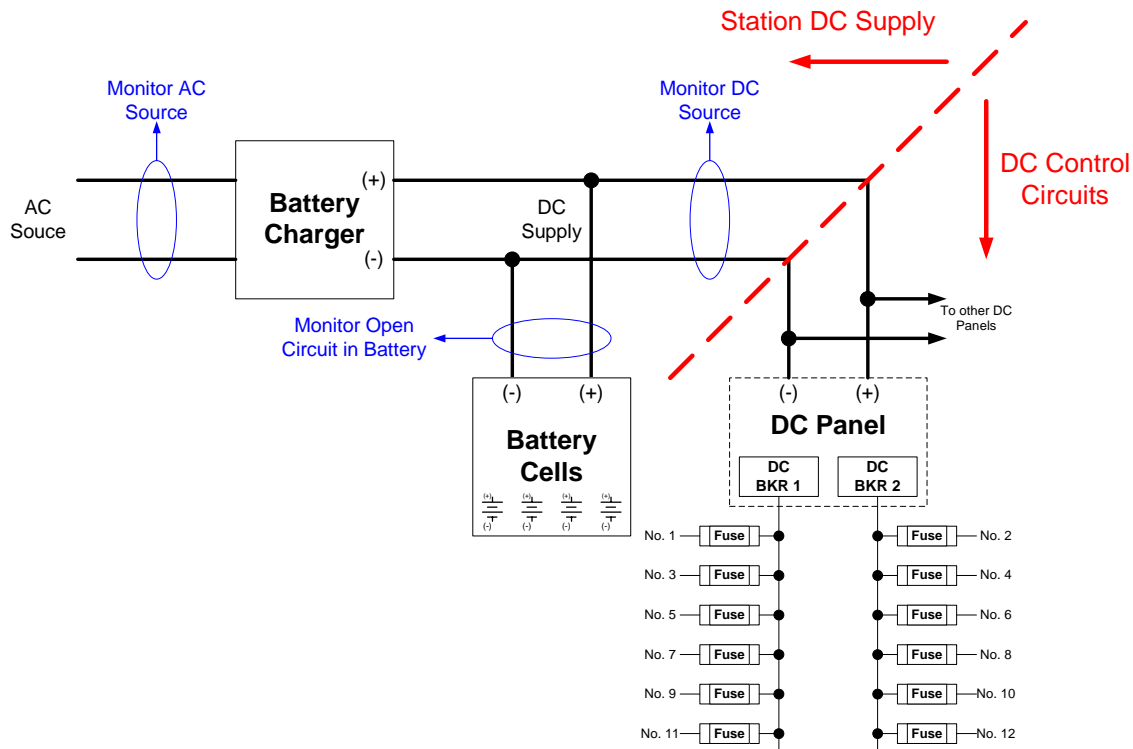 Station DC Supply
Monitor AC
Source
Monitor DC
Source
DC Control
Circuits
AC
Souce
Battery
Charger
(+)
(-)
DC
Supply
To other DC
Panels
Monitor Open
Circuit in Battery
(-)
(+)
Battery
Cells
(+)
(+)
(+)
(+)
(-)
(-)
(-)
(-)
(-)
(+)
DC Panel
DC
BKR 1
DC
BKR 2
No. 1 Fuse
Fuse No. 2
No. 3 Fuse
Fuse No. 4
No. 5 Fuse
Fuse No. 6
No. 7 Fuse
Fuse No. 8
No. 9 Fuse
Fuse No. 10
No. 11 Fuse
Fuse No. 12